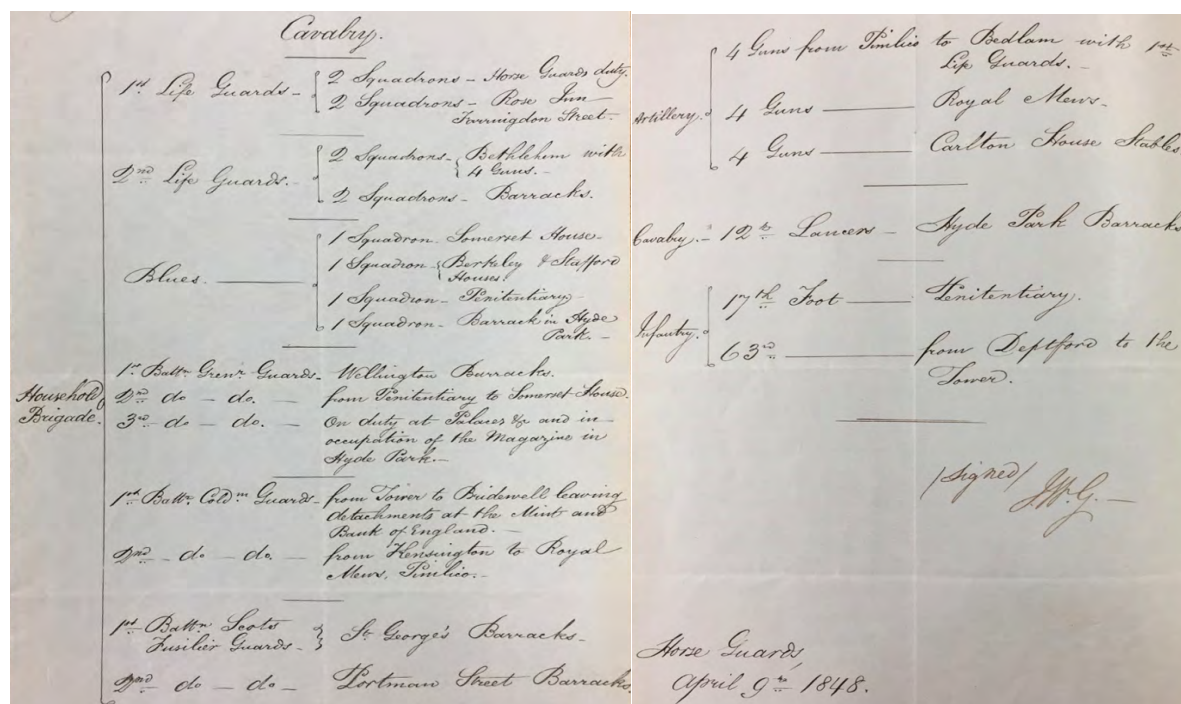 Cavalry.
1st Life Guards - 2 Squadrons - Horse Guards duty.
2 Squadrons - Rose Inn
Farringdon Street.
2nd Life Guards. - 2 Squadrons - Bethlehem with
4 Guns. -
2 Squadrons - Barracks.
Blues. 1 Squadron. Somerset House -
1 Squadron - Berkeley & Stafford
Houses.
1 Squadron - Penitentiary
1 Squadron - Barrack in Hyde
Park. -
Household
Brigade.
1st Battn. Grenr. Guards - Wellington Barracks.
2nd do - do. - from Penitentiary to Somerset House.
3rd do - do. - On duty at Palaces &c and in
occupation of the Magazine in
Hyde Park. -
1st Battn. Coldm Guards - from Tower to Bridewell leaving
detachments at the Mint and
Bank of England. -
2nd - do - do. - from Kensington to Royal
Mews, Pimlico. -
1st Battn Scots
Fusilier Guards - St. George's Barracks -
2nd do - do - Portman Street Barracks.
Artillery. 4 Guns from Pimlico to Bedlam with 1st
Life Guards. -
4 Guns Royal Mews -
4 Guns Carlton House Stables
Cavalry. - 12th Lancers - Hyde Park Barracks
Infantry. 17th Foot Penitentiary.
63rd from Deptford to the
Tower.
/signed/
Horse Guards,
April 9th 1848.